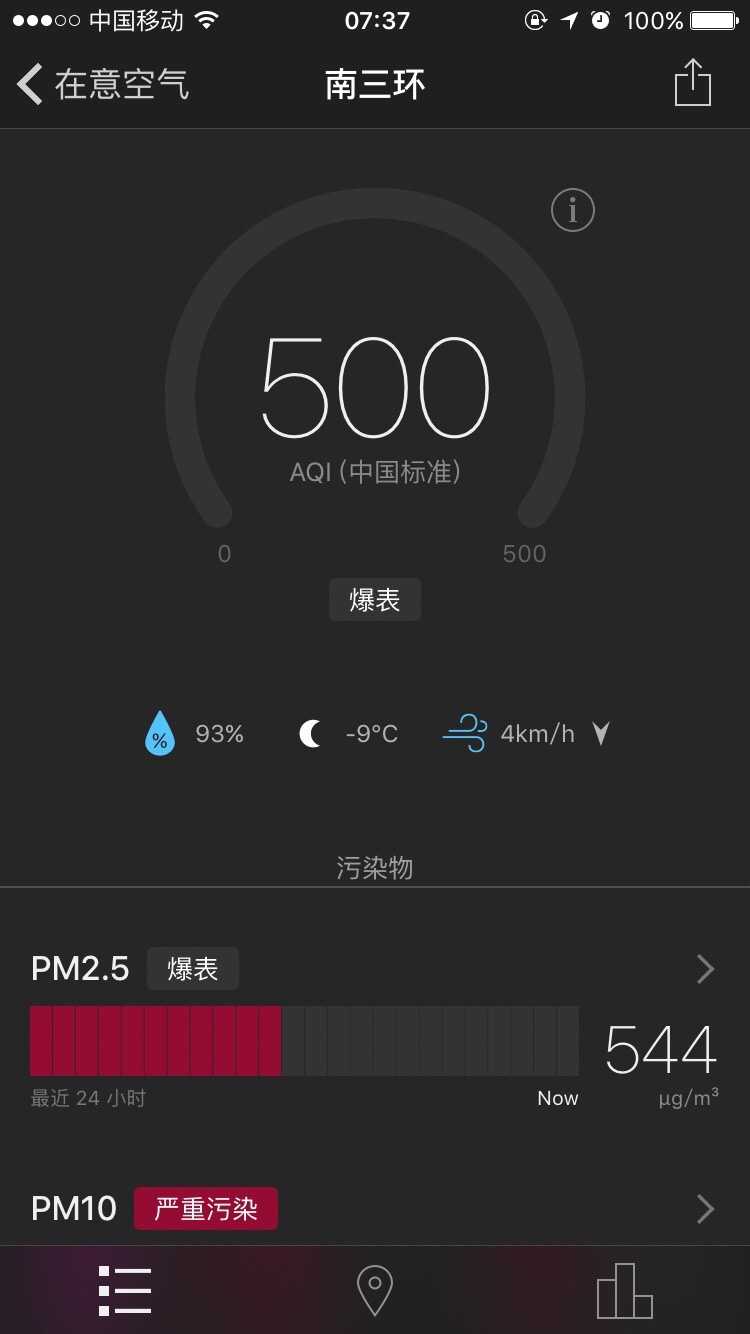 中国移动 07:37 100%
在意空气 南三环
i
500
AQI (中国标准)
0 500
爆表
% 93% -9°C 4km/h
污染物
PM2.5 爆表
544
最近 24 小时 Now µg/m³
PM10 严重污染